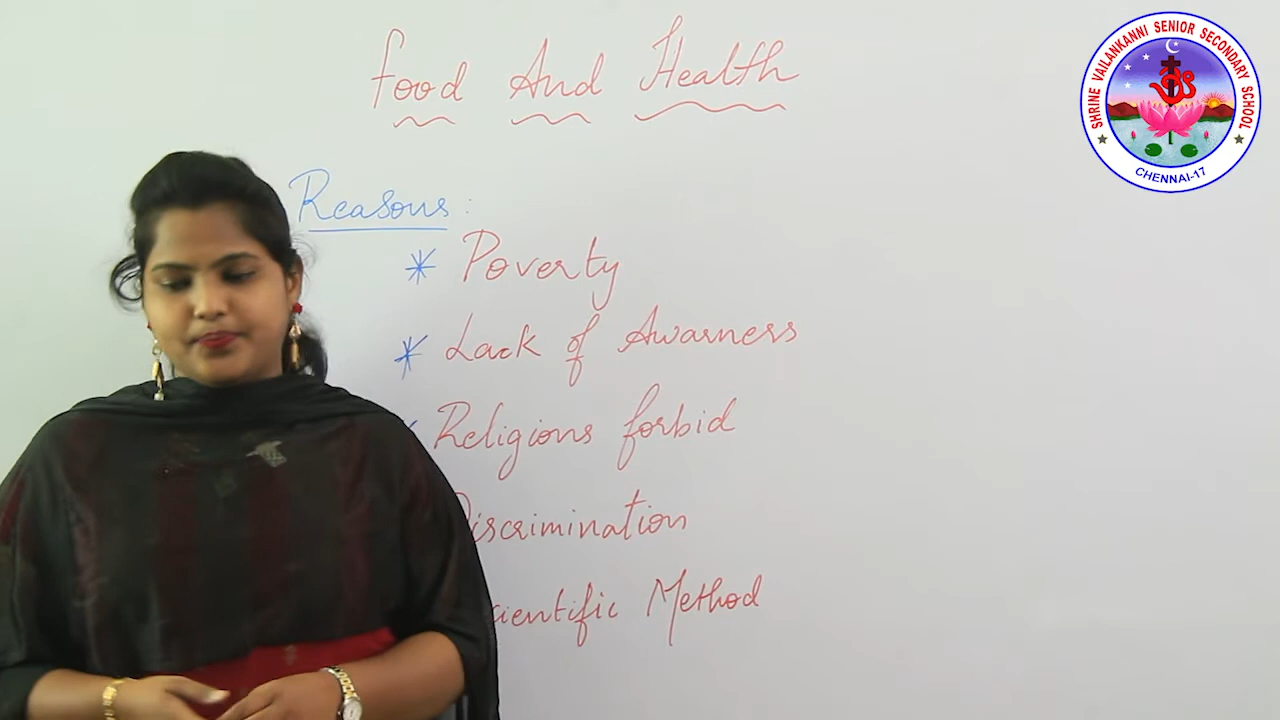 Food And Health
Reasons :
* Poverty
* Lack of Awarness
Religions forbid
Discrimination
Scientific Method
SHRINE VAILANKANNI SENIOR SECONDARY SCHOOL
CHENNAI-17